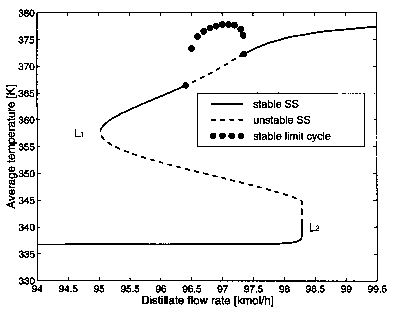 380
375
370
365
360
355
350
345
340
335
330
Average temperature [K]
L1
L2
stable SS
unstable SS
stable limit cycle
94 94.5 95 95.5 96 96.5 97 97.5 98 98.5 99 99.5
Distillate flow rate [kmol/h]